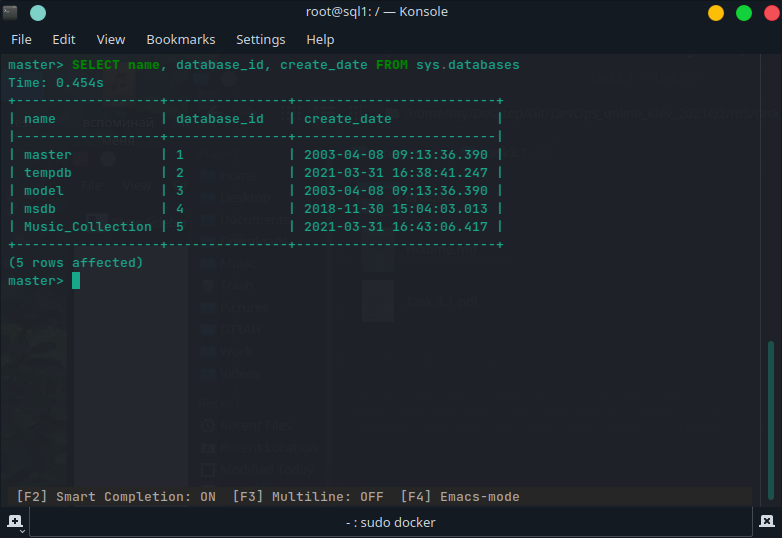 root@sql1: / — Konsole
File Edit View Bookmarks Settings Help
master> SELECT name, database_id, create_date FROM sys.databases
Time: 0.454s
+------------------+---------------+-------------------------+
| name | database_id | create_date |
|------------------+---------------+-------------------------|
| master | 1 | 2003-04-08 09:13:36.390 |
| tempdb | 2 | 2021-03-31 16:38:41.247 |
| model | 3 | 2003-04-08 09:13:36.390 |
| msdb | 4 | 2018-11-30 15:04:03.013 |
| Music_Collection | 5 | 2021-03-31 16:43:06.417 |
+------------------+---------------+-------------------------+
(5 rows affected)
master>
[F2] Smart Completion: ON [F3] Multiline: OFF [F4] Emacs-mode
- : sudo docker